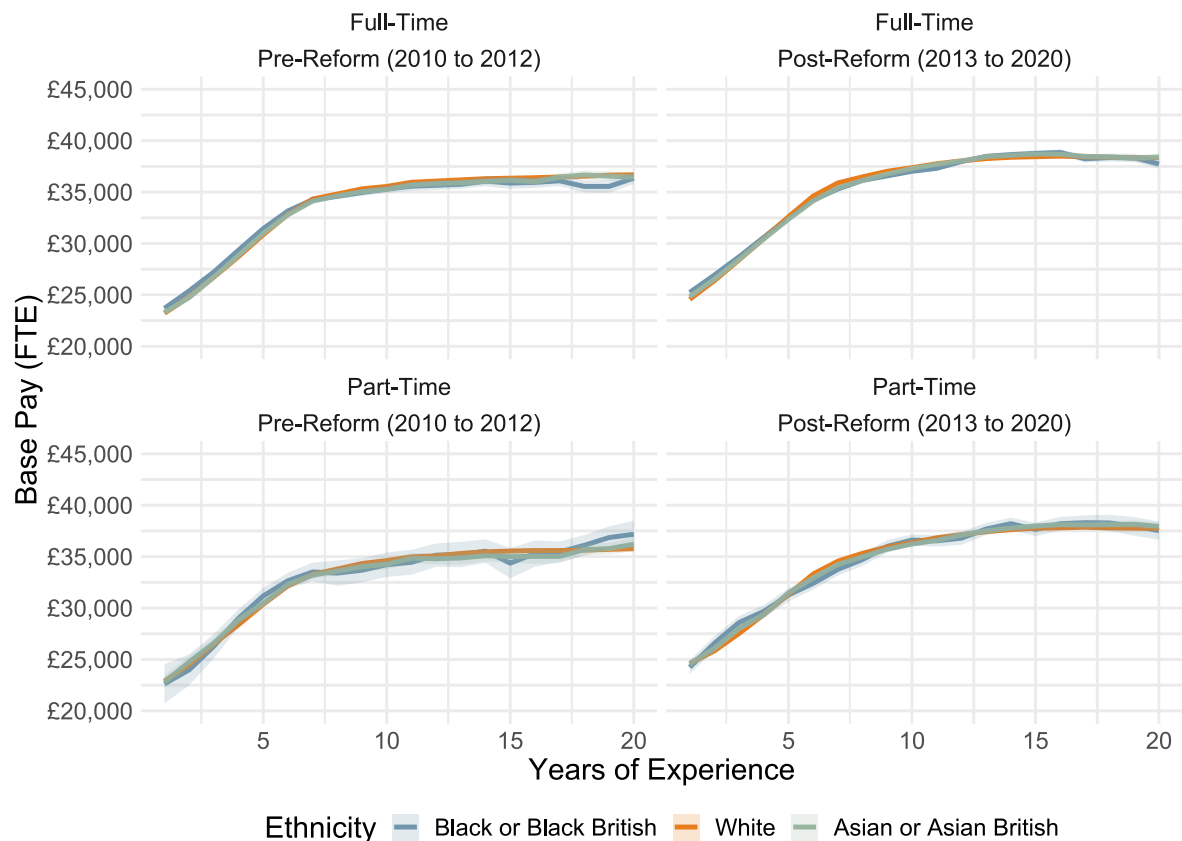 Full-Time
Pre-Reform (2010 to 2012)
Full-Time
Post-Reform (2013 to 2020)
£45,000
£40,000
£35,000
£30,000
£25,000
£20,000
Part-Time
Pre-Reform (2010 to 2012)
Part-Time
Post-Reform (2013 to 2020)
£45,000
£40,000
£35,000
£30,000
£25,000
£20,000
Base Pay (FTE)
5 10 15 20
5 10 15 20
Years of Experience
Ethnicity Black or Black British White Asian or Asian British